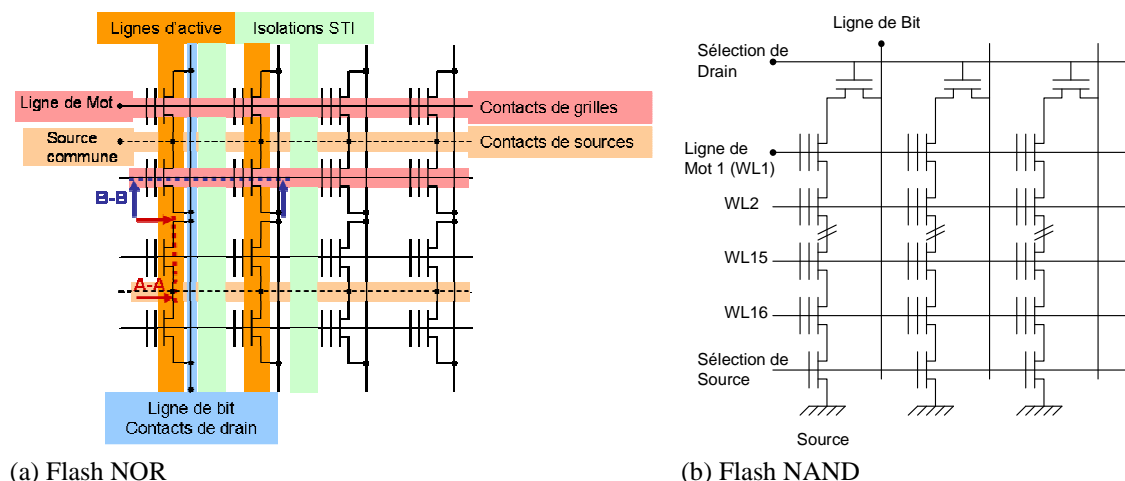 Lignes d'active
Isolations STI
Ligne de Mot
Contacts de grilles
Source
commune
Contacts de sources
B-B
A-A
Ligne de bit
Contacts de drain
(a) Flash NOR
Ligne de Bit
Sélection de
Drain
Ligne de
Mot 1 (WL1)
WL2
WL15
WL16
Sélection de
Source
Source
(b) Flash NAND